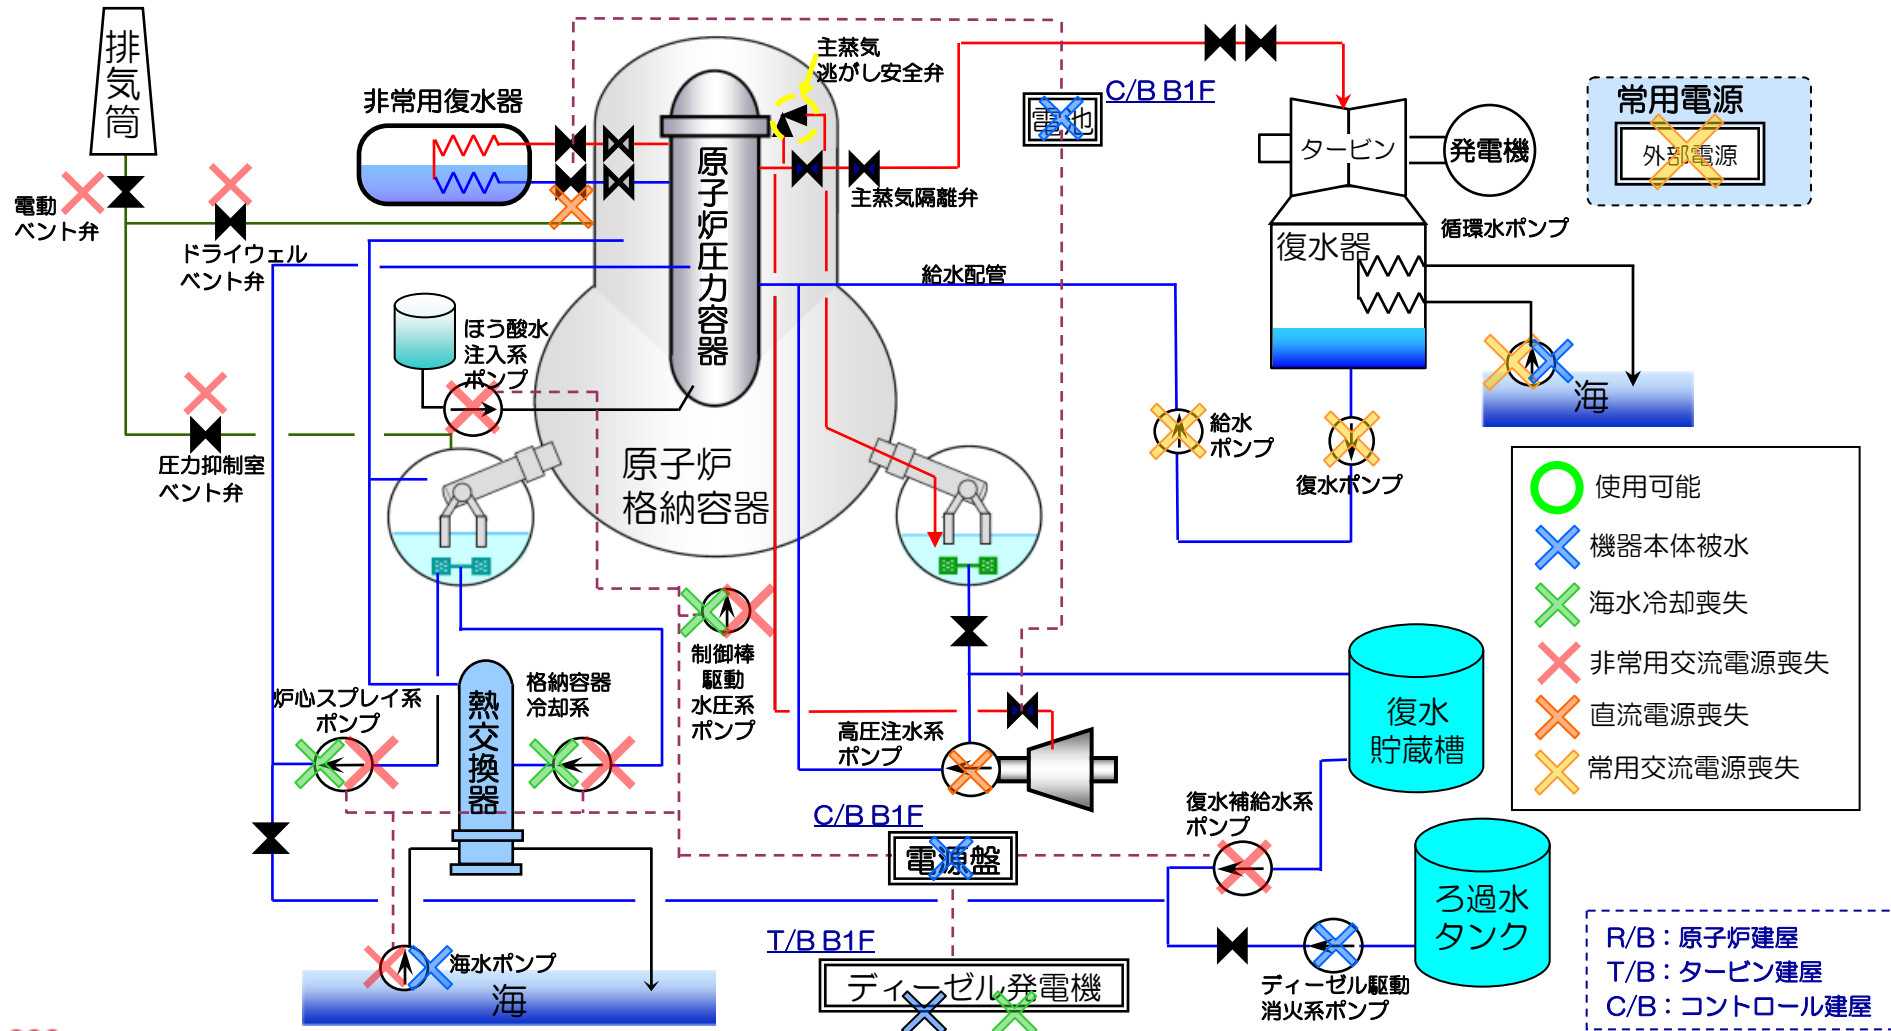 排
気
筒
非常用復水器
主蒸気
逃がし安全弁
C/B B1F
電池
常用電源
外部電源
タービン
発電機
電動
ベント弁
ドライウェル
ベント弁
原
子
炉
圧
力
容
器
主蒸気隔離弁
循環水ポンプ
復水器
給水配管
ほう酸水
注入系
ポンプ
海
給水
ポンプ
復水ポンプ
圧力抑制室
ベント弁
原子炉
格納容器
使用可能
機器本体被水
海水冷却喪失
非常用交流電源喪失
直流電源喪失
常用交流電源喪失
制御棒
駆動
水圧系
ポンプ
炉心スプレイ系
ポンプ
熱
交
換
器
格納容器
冷却系
高圧注水系
ポンプ
復水
貯蔵槽
C/B B1F
電源盤
復水補給水系
ポンプ
ろ過水
タンク
T/B B1F
ディーゼル発電機
海水ポンプ
海
ディーゼル駆動
消火系ポンプ
R/B：原子炉建屋
T/B：タービン建屋
C/B：コントロール建屋